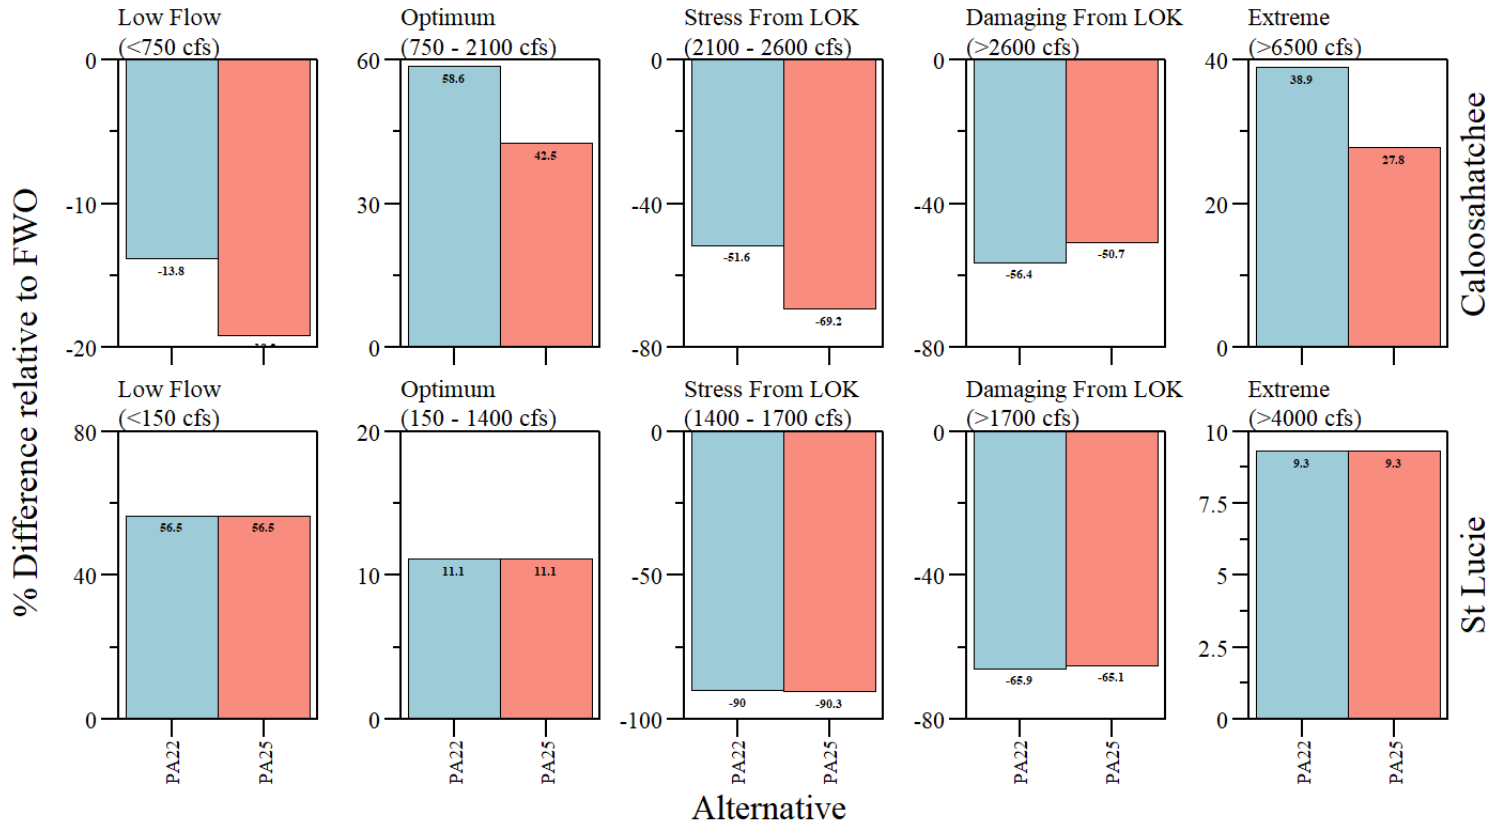 Low Flow
(<750 cfs)
Optimum
(750 - 2100 cfs)
Stress From LOK
(2100 - 2600 cfs)
Damaging From LOK
(>2600 cfs)
Extreme
(>6500 cfs)
0
-10
-20
-13.8
60
30
0
58.6
42.5
0
-40
-80
-51.6
-69.2
0
-40
-80
-56.4
-50.7
40
20
0
38.9
27.8
Caloosahatchee
% Difference relative to FWO
Low Flow
(<150 cfs)
Optimum
(150 - 1400 cfs)
Stress From LOK
(1400 - 1700 cfs)
Damaging From LOK
(>1700 cfs)
Extreme
(>4000 cfs)
80
40
0
56.5
56.5
20
10
0
11.1
11.1
0
-50
-100
-90
-90.3
0
-40
-80
-65.9
-65.1
10
7.5
5
2.5
0
9.3
9.3
St Lucie
PA22
PA25
PA22
PA25
PA22
PA25
PA22
PA25
PA22
PA25
Alternative